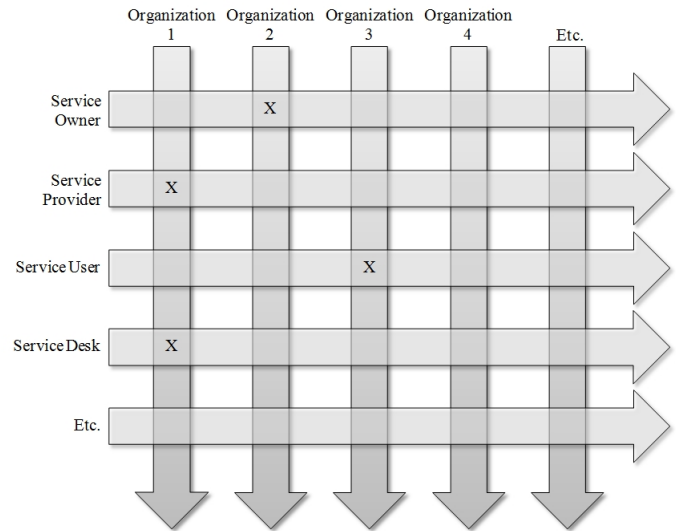 Organization Organization Organization Organization
1 2 3 4 Etc.
Service
Owner X
Service
Provider X
Service User X
Service Desk X
Etc.